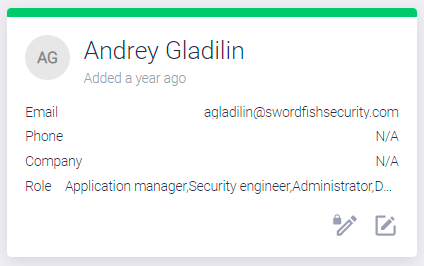 AG
Andrey Gladilin
Added a year ago
Email agladilin@swordfishsecurity.com
Phone N/A
Company N/A
Role Application manager,Security engineer,Administrator,D...